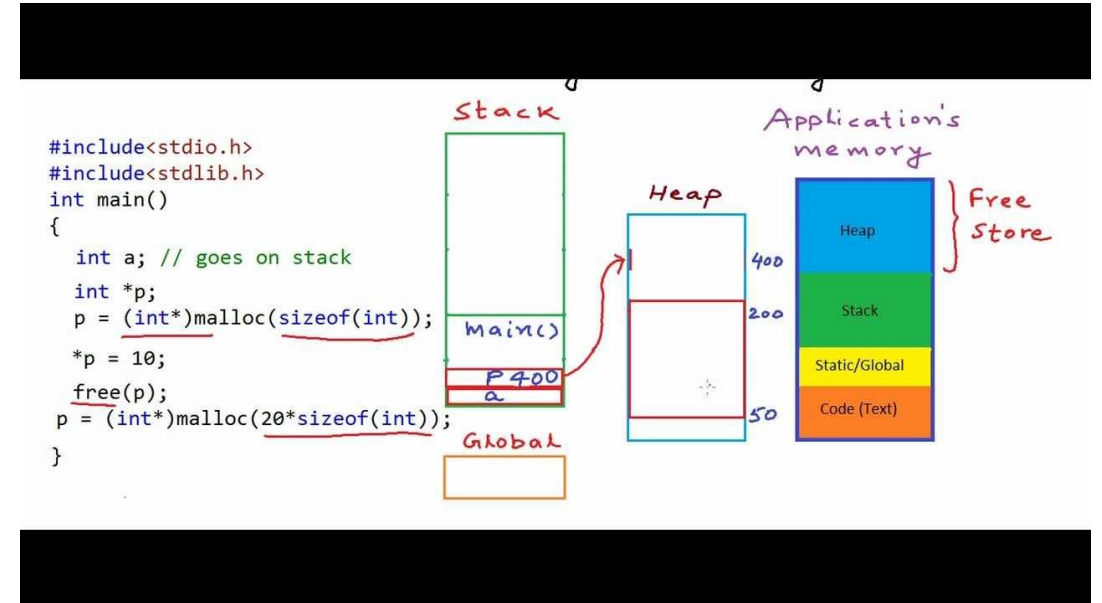 #include<stdio.h>
#include<stdlib.h>
int main()
{
int a; // goes on stack
int *p;
p = (int*)malloc(sizeof(int));
*p = 10;
free(p);
p = (int*)malloc(20*sizeof(int));
}
Stack
main()
P 400
a
Global
Heap
400
200
50
Application's
memory
Heap
Stack
Static/Global
Code (Text)
Free
Store